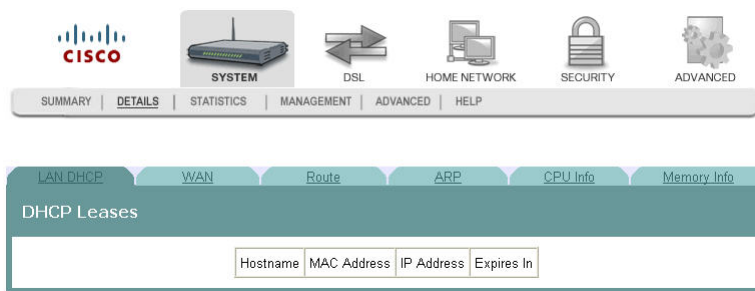 CISCO
SYSTEM DSL HOME NETWORK SECURITY ADVANCED
SUMMARY | DETAILS | STATISTICS | MANAGEMENT | ADVANCED | HELP
LAN DHCP WAN Route ARP CPU Info Memory Info
DHCP Leases
Hostname MAC Address IP Address Expires In